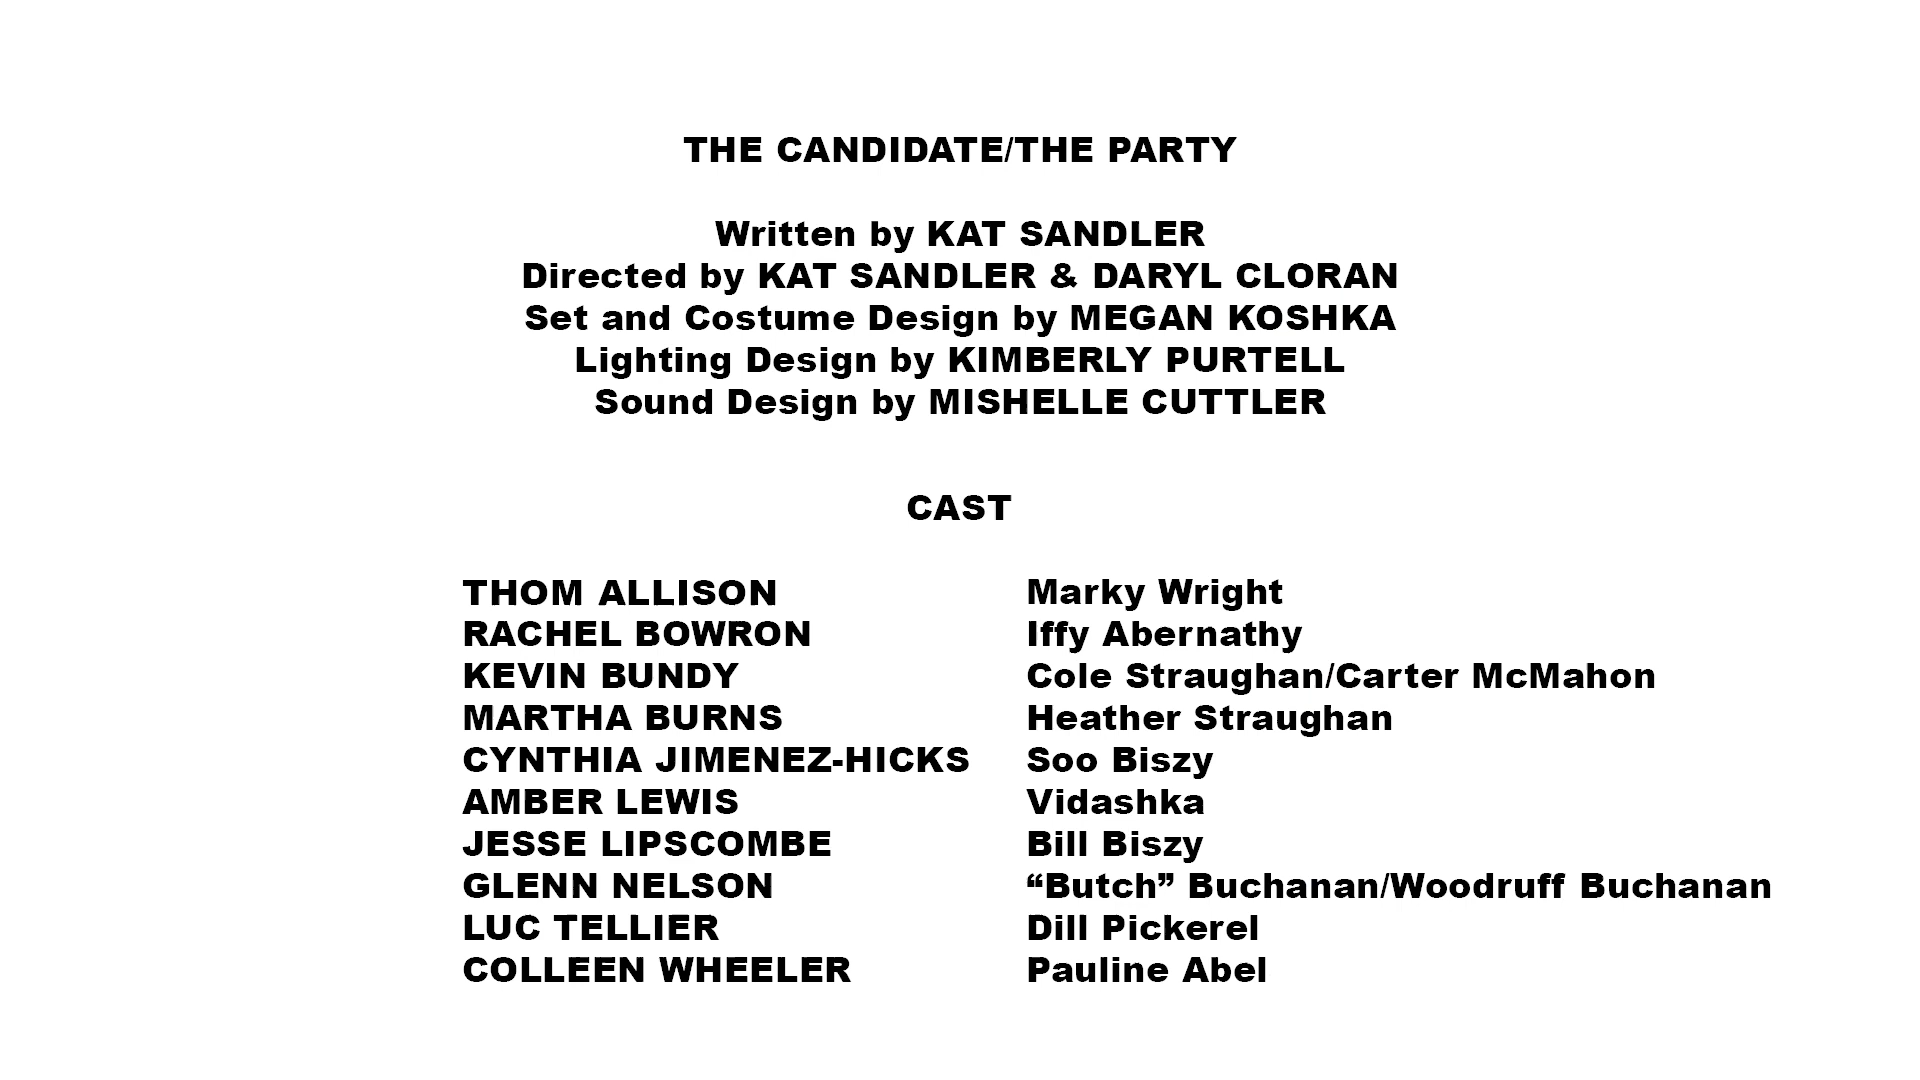 THE CANDIDATE/THE PARTY
Written by KAT SANDLER
Directed by KAT SANDLER & DARYL CLORAN
Set and Costume Design by MEGAN KOSHKA
Lighting Design by KIMBERLY PURTELL
Sound Design by MISHELLE CUTTLER
CAST
THOM ALLISON Marky Wright
RACHEL BOWRON Iffy Abernathy
KEVIN BUNDY Cole Straughan/Carter McMahon
MARTHA BURNS Heather Straughan
CYNTHIA JIMENEZ-HICKS Soo Biszy
AMBER LEWIS Vidashka
JESSE LIPSCOMBE Bill Biszy
GLENN NELSON “Butch” Buchanan/Woodruff Buchanan
LUC TELLIER Dill Pickerel
COLLEEN WHEELER Pauline Abel